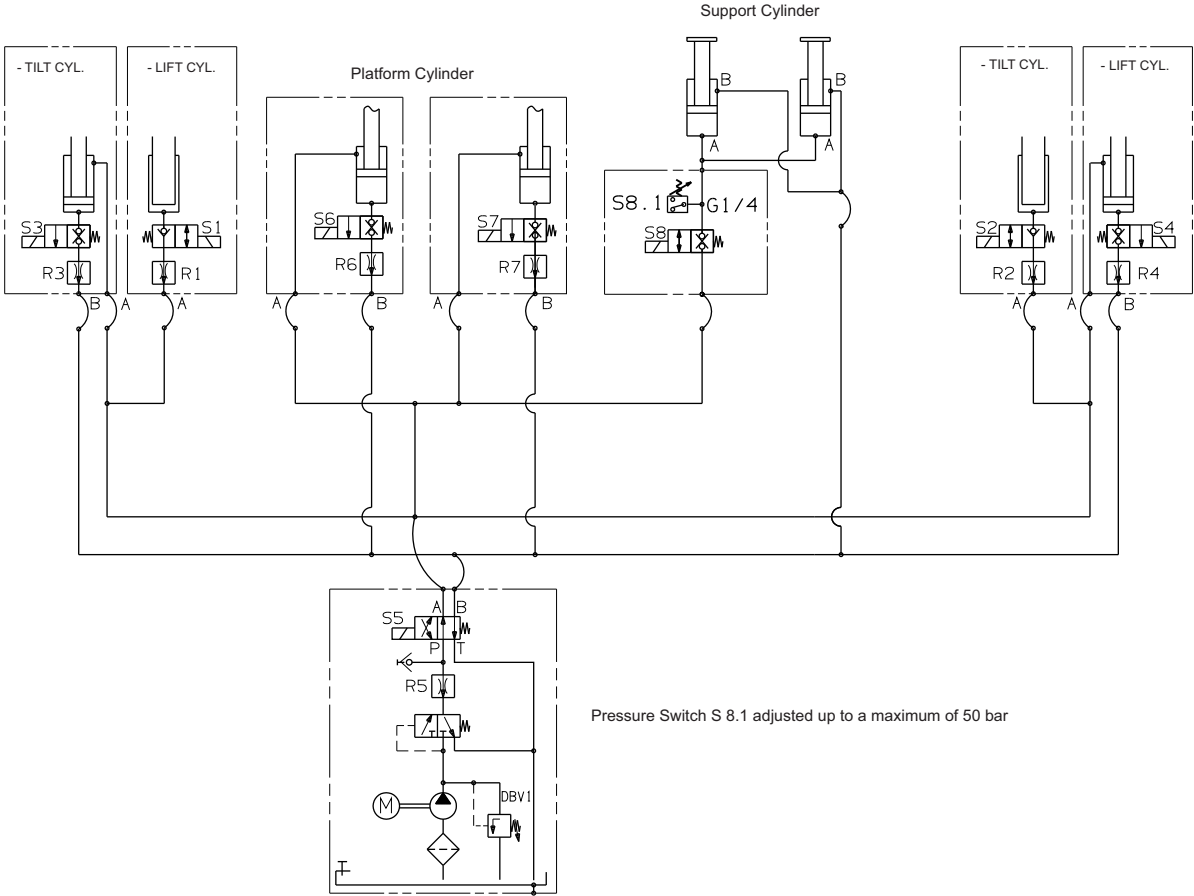 Support Cylinder
- TILT CYL.
- LIFT CYL.
Platform Cylinder
- TILT CYL.
- LIFT CYL.
B
B
A
A
S8.1
G1/4
S3
S1
S6
S7
S8
S2
S4
R3
R1
R6
R7
R2
R4
B
A
A
A
B
A
B
A
A
B
A
B
S5
P
T
R5
Pressure Switch S 8.1 adjusted up to a maximum of 50 bar
M
DBV1